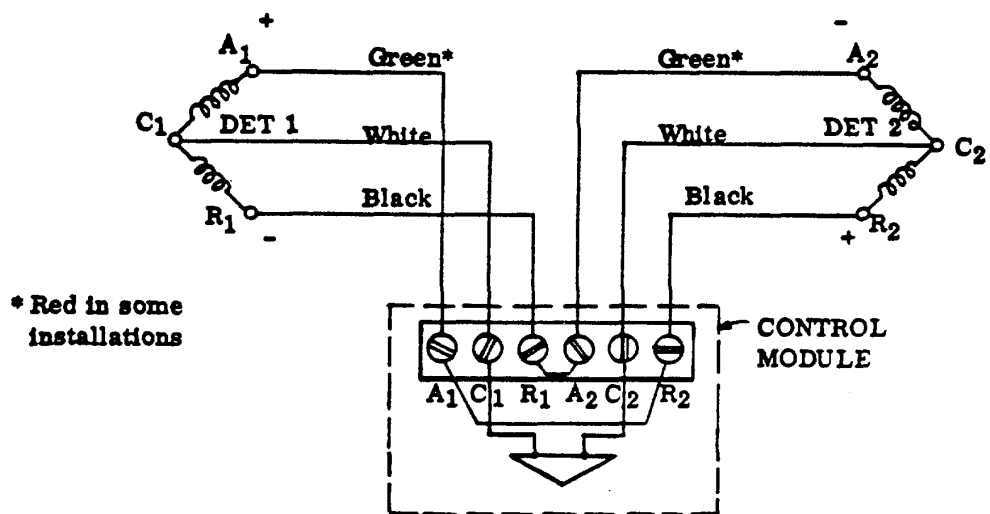 +
-
A1
Green*
Green*
A2
C1
DET 1
White
White
DET 2
C2
R1
Black
Black
R2
-
+
* Red in some
installations
CONTROL
MODULE
A1 C1 R1 A2 C2 R2